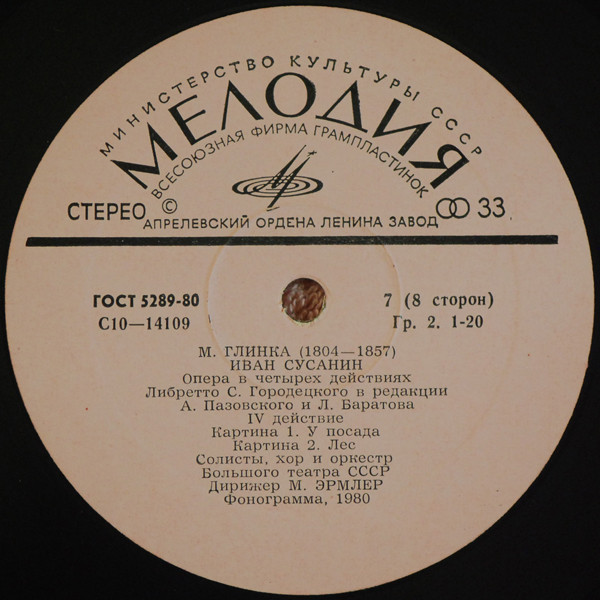 МИНИСТЕРСТВО КУЛЬТУРЫ СССР
МЕЛОДИЯ
ВСЕСОЮЗНАЯ ФИРМА ГРАМПЛАСТИНОК
СТЕРЕО © 33
АПРЕЛЕВСКИЙ ОРДЕНА ЛЕНИНА ЗАВОД
ГОСТ 5289-80 7 (8 сторон)
С10—14109 Гр. 2. 1-20
М. ГЛИНКА (1804—1857)
ИВАН СУСАНИН
Опера в четырех действиях
Либретто С. Городецкого в редакции
А. Пазовского и Л. Баратова
IV действие
Картина 1. У посада
Картина 2. Лес
Солисты, хор и оркестр
Большого театра СССР
Дирижер М. ЭРМЛЕР
Фонограмма, 1980